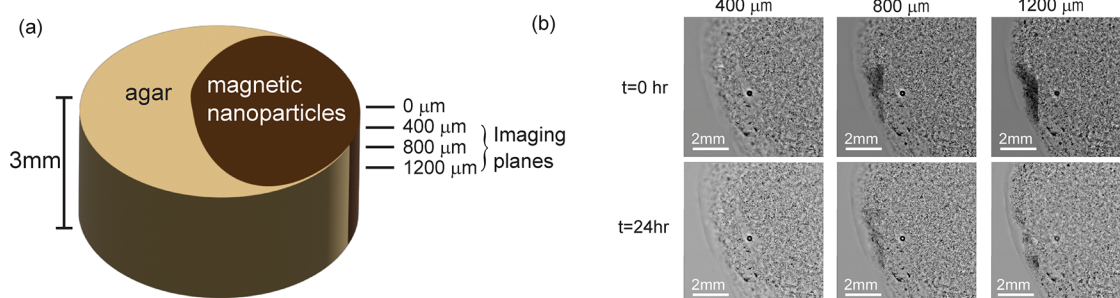 (a)
agar
magnetic
nanoparticles
3mm
0 μm
400 μm
800 μm
1200 μm
Imaging
planes
(b)
400 μm
800 μm
1200 μm
t=0 hr
2mm
2mm
2mm
t=24hr
2mm
2mm
2mm